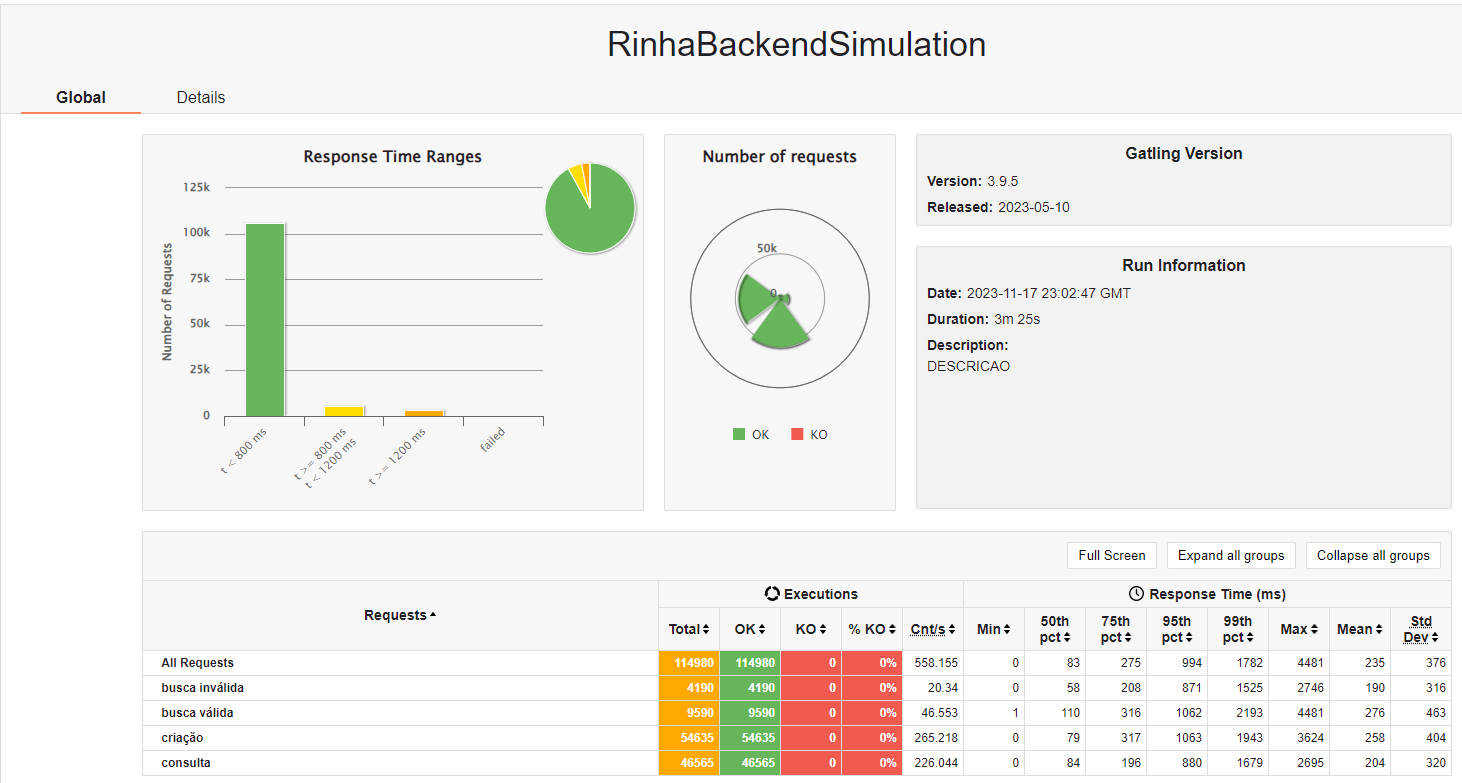 RinhaBackendSimulation
Global Details
Response Time Ranges
Number of Requests
125k
100k
75k
50k
25k
0
t < 800 ms
t >= 800 ms
t < 1200 ms
t >= 1200 ms
failed
Number of requests
50k
0
OK KO
Gatling Version
Version: 3.9.5
Released: 2023-05-10
Run Information
Date: 2023-11-17 23:02:47 GMT
Duration: 3m 25s
Description:
DESCRICAO
Full Screen Expand all groups Collapse all groups
Requests Executions Response Time (ms)
Total OK KO % KO Cnt/s Min 50th pct 75th pct 95th pct 99th pct Max Mean Std Dev
All Requests 114980 114980 0 0% 558.155 0 83 275 994 1782 4481 235 376
busca inválida 4190 4190 0 0% 20.34 0 58 208 871 1525 2746 190 316
busca válida 9590 9590 0 0% 46.553 1 110 316 1062 2193 4481 276 463
criação 54635 54635 0 0% 265.218 0 79 317 1063 1943 3624 258 404
consulta 46565 46565 0 0% 226.044 0 84 196 880 1679 2695 204 320